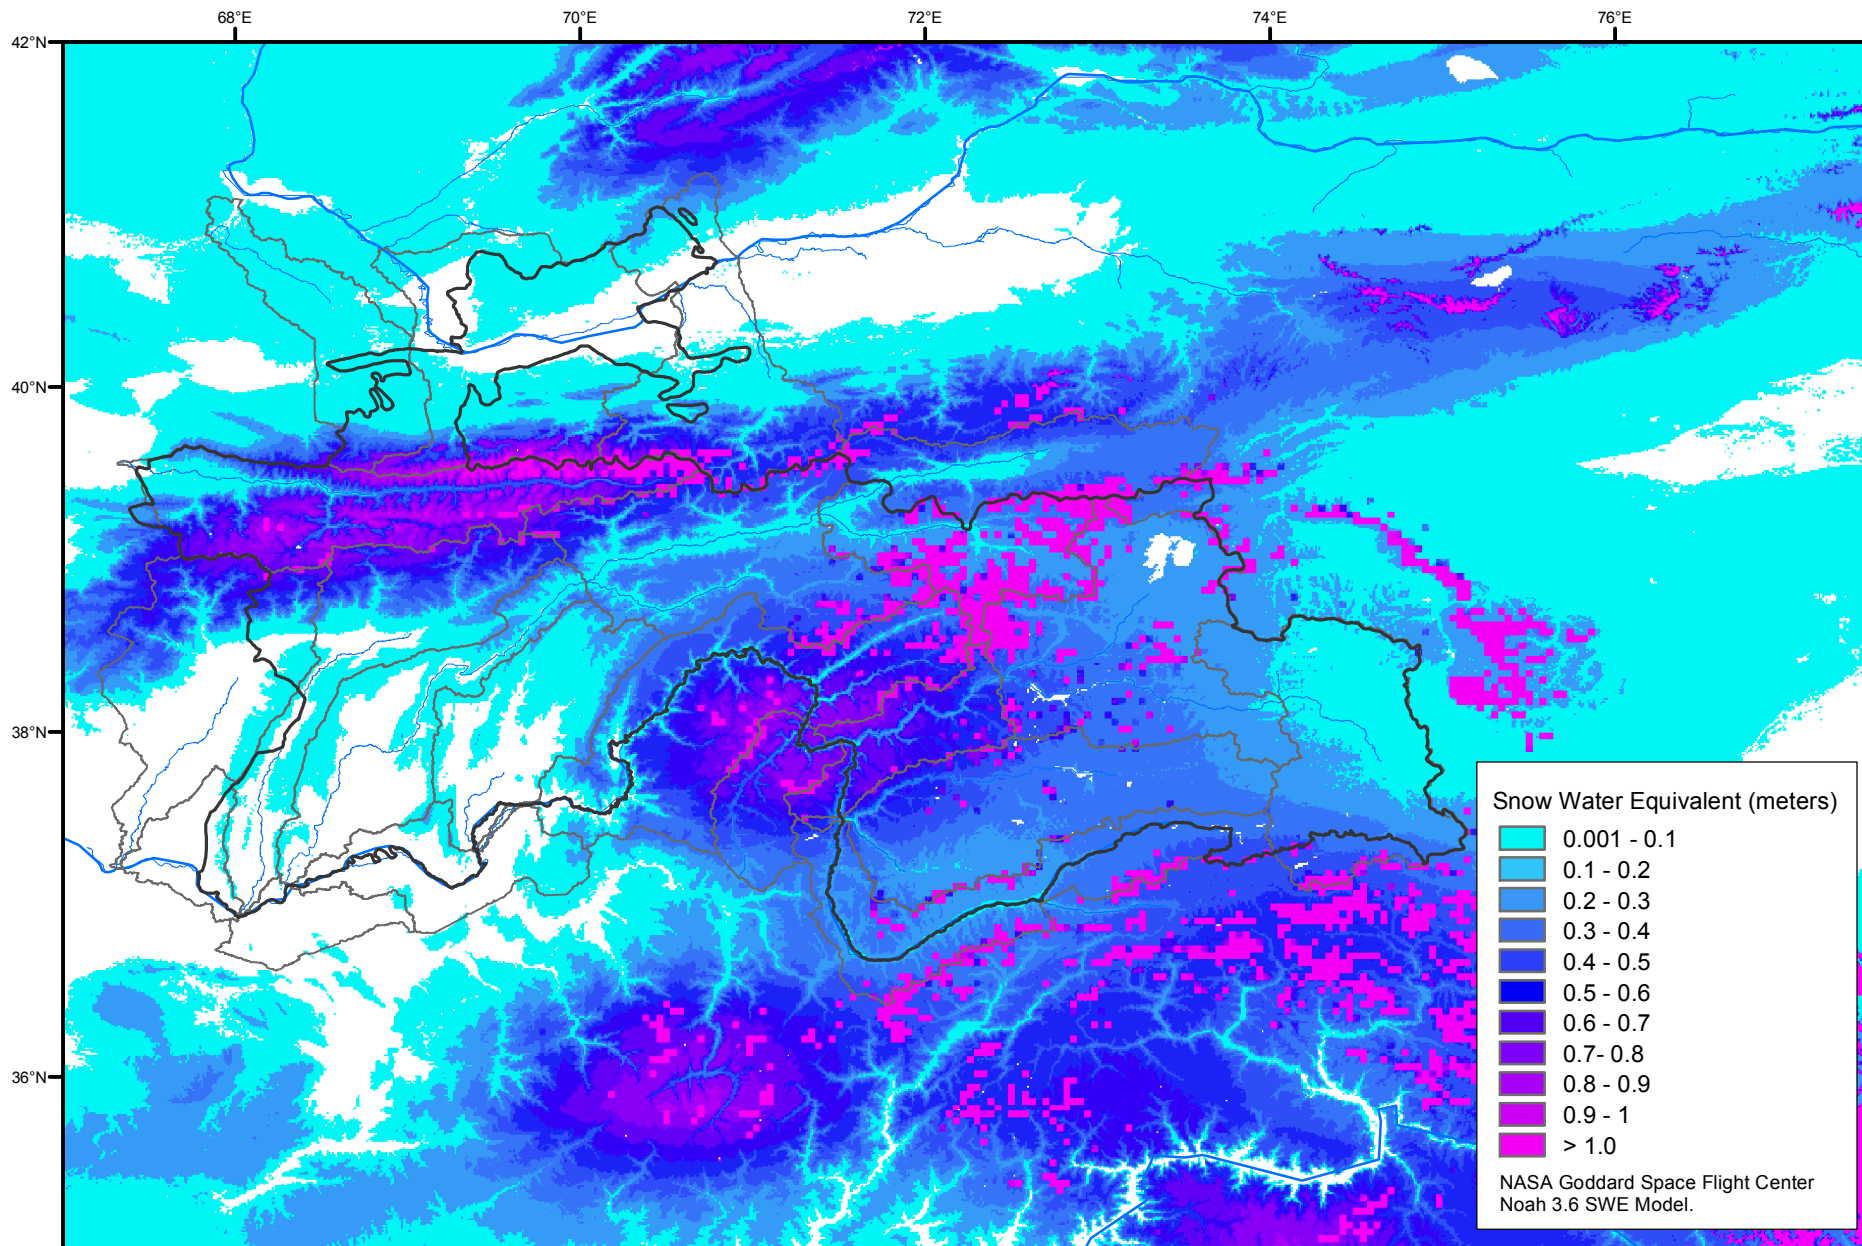 68°E 70°E 72°E 74°E 76°E
42°N
40°N
38°N
36°N
Snow Water Equivalent (meters)
0.001 - 0.1
0.1 - 0.2
0.2 - 0.3
0.3 - 0.4
0.4 - 0.5
0.5 - 0.6
0.6 - 0.7
0.7- 0.8
0.8 - 0.9
0.9 - 1
> 1.0
NASA Goddard Space Flight Center
Noah 3.6 SWE Model.